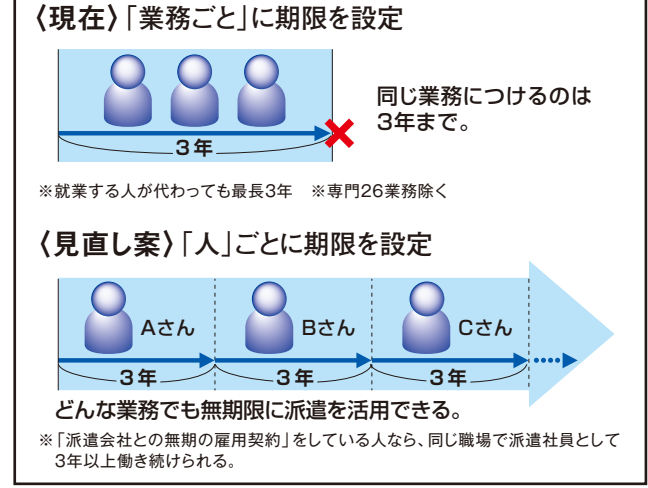 〈現在〉「業務ごと」に期限を設定
同じ業務につけるのは
3年まで。
3年
※就業する人が代わっても最長3年　※専門26業務除く
〈見直し案〉「人」ごとに期限を設定
Aさん Bさん Cさん
3年 3年 3年
どんな業務でも無期限に派遣を活用できる。
※「派遣会社との無期の雇用契約」をしている人なら、同じ職場で派遣社員として
3年以上働き続けられる。